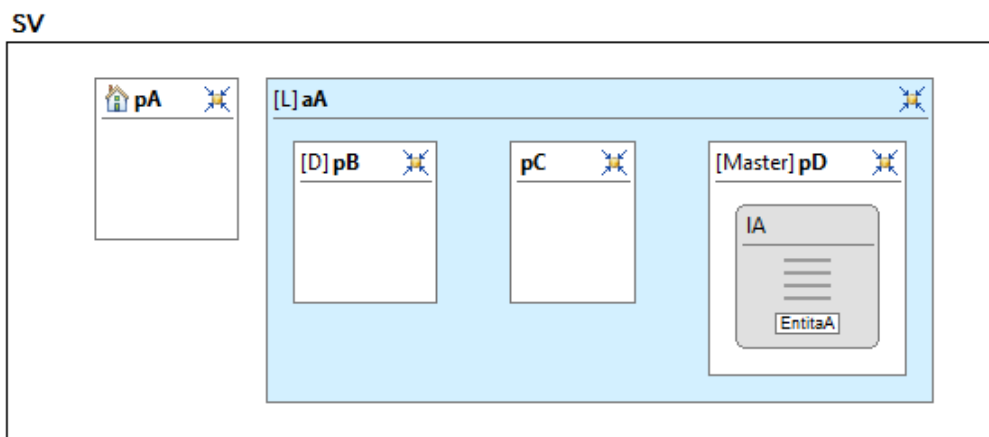 SV
pA
[L] aA
[D] pB
pC
[Master] pD
IA
EntitaA